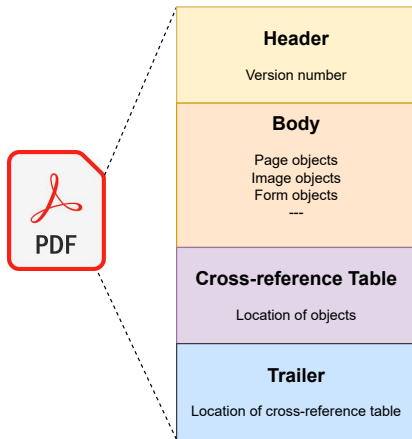 Header
Version number
Body
Page objects
Image objects
Form objects
---
PDF
Cross-reference Table
Location of objects
Trailer
Location of cross-reference table